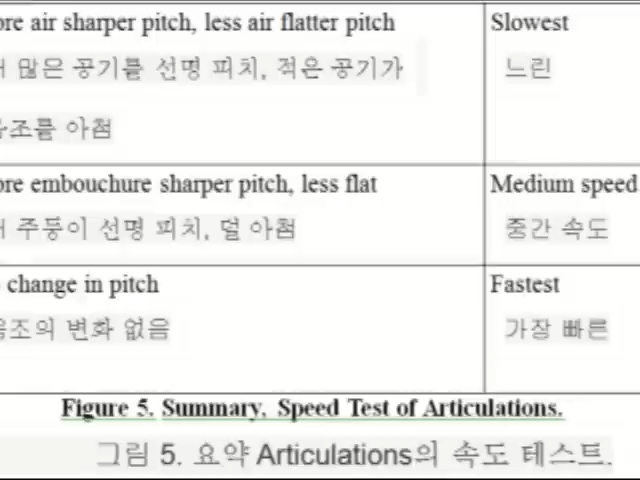 ore air sharper pitch, less air flatter pitch
많은 공기를 선명 피치, 적은 공기가
음조를 아첨
Slowest
느린
ore embouchure sharper pitch, less flat
주둥이 선명 피치, 덜 아첨
Medium speed
중간 속도
change in pitch
음조의 변화 없음
Fastest
가장 빠른
Figure 5. Summary, Speed Test of Articulations.
그림 5. 요약 Articulations의 속도 테스트.